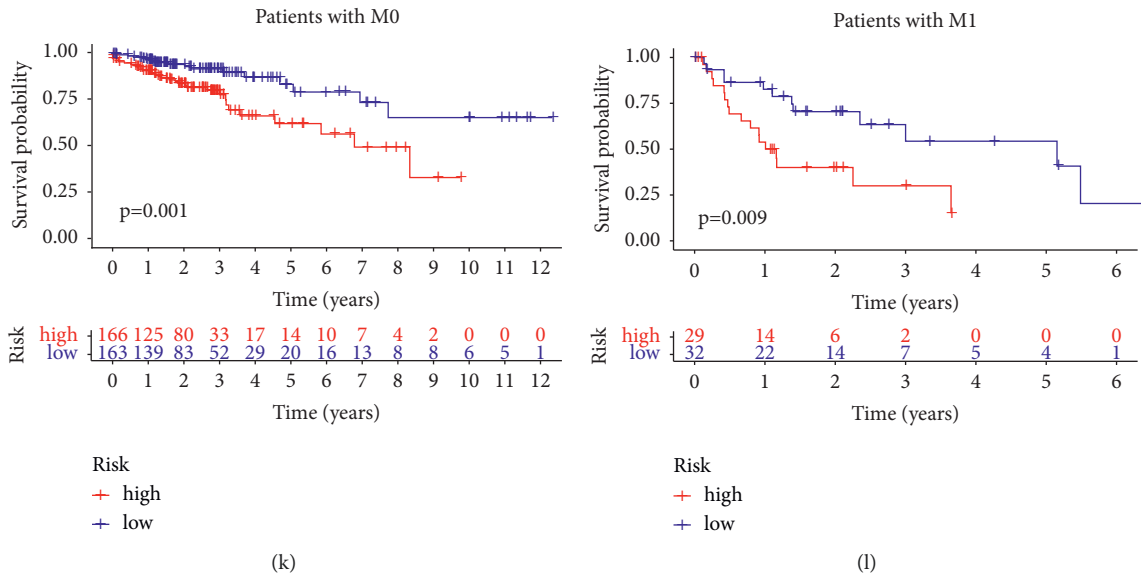 Patients with M0
Survival probability
1.00
0.75
0.50
0.25
0.00
p=0.001
0 1 2 3 4 5 6 7 8 9 10 11 12
Time (years)
Risk
high 166 125 80 33 17 14 10 7 4 2 0 0 0
low 163 139 83 52 29 20 16 13 8 8 6 5 1
0 1 2 3 4 5 6 7 8 9 10 11 12
Time (years)
Risk
high
low
(k)
Patients with M1
Survival probability
1.00
0.75
0.50
0.25
0.00
p=0.009
0 1 2 3 4 5 6
Time (years)
Risk
high 29 14 6 2 0 0 0
low 32 22 14 7 5 4 1
0 1 2 3 4 5 6
Time (years)
Risk
high
low
(l)